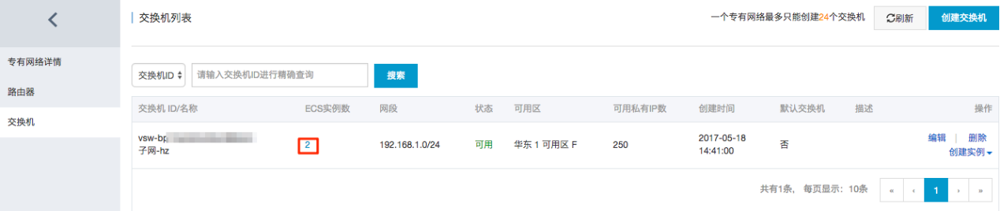 交换机列表
一个专有网络最多只能创建24个交换机
刷新
创建交换机
专有网络详情
路由器
交换机
交换机ID
请输入交换机ID进行精确查询
搜索
交换机 ID/名称 ECS实例数 网段 状态 可用区 可用私有IP数 创建时间 默认交换机 描述 操作
vsw-bp
子网-hz
2
192.168.1.0/24
可用
华东 1 可用区 F
250
2017-05-18
14:41:00
否
编辑 | 删除
创建实例
共有1条, 每页显示：10条
« ‹ 1 › »